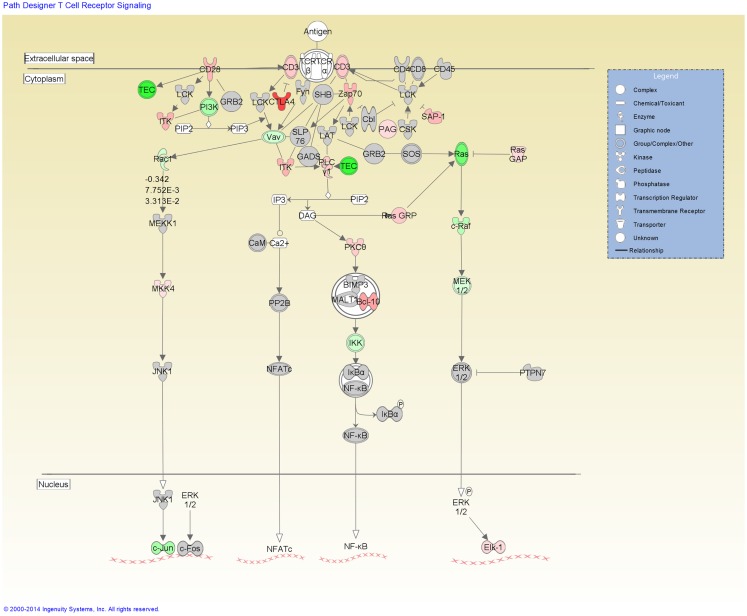 Path Designer T Cell Receptor Signaling
Antigen
Extracellular space
Cytoplasm
CD28
CD3
TCR
β
TCR
α
CD3
CD4
CD8
CD45
TEC
LCK
PI3K
GRB2
LCK
CTLA4
Fyn
SHB
Zap70
LCK
ITK
PIP2
PIP3
Vav
SLP
76
LAT
LCK
Cbl
PAG
CSK
SAP-1
Rac1
ITK
GADS
PLC
γ1
TEC
GRB2
SOS
Ras
Ras
GAP
-0.342
7.752E-3
3.313E-2
IP3
PIP2
DAG
Ras GRP
MEKK1
CaM
Ca2+
PKCθ
c-Raf
MKK4
PP2B
BIMP3
MALT1
Bcl-10
MEK
1/2
IKK
JNK1
NFATc
IκBα
NF-κB
ERK
1/2
PTPN7
P
IκBα
NF-κB
Nucleus
JNK1
ERK
1/2
P
ERK
1/2
c-Jun
c-Fos
NFATc
NF-κB
Elk-1
Legend
Complex
Chemical/Toxicant
Enzyme
Graphic node
Group/Complex/Other
Kinase
Peptidase
Phosphatase
Transcription Regulator
Transmembrane Receptor
Transporter
Unknown
Relationship
© 2000-2014 Ingenuity Systems, Inc. All rights reserved.